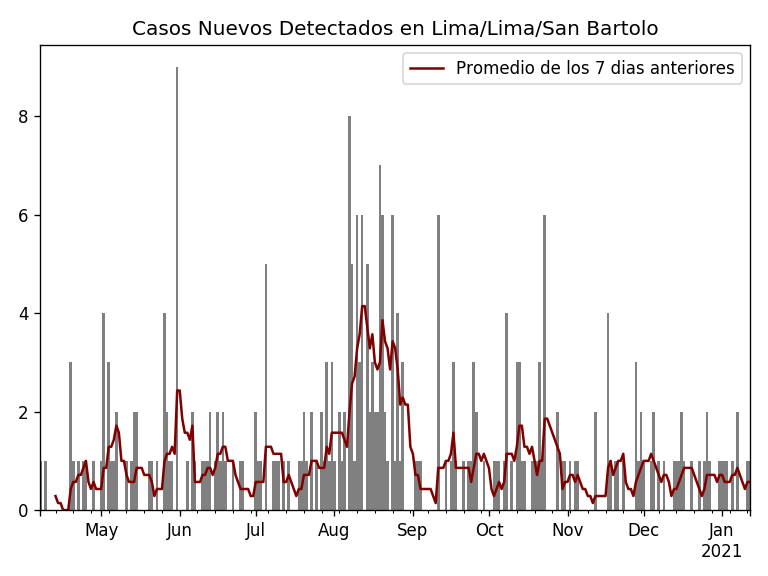 Casos Nuevos Detectados en Lima/Lima/San Bartolo
Promedio de los 7 dias anteriores
8
6
4
2
0
May Jun Jul Aug Sep Oct Nov Dec Jan
2021